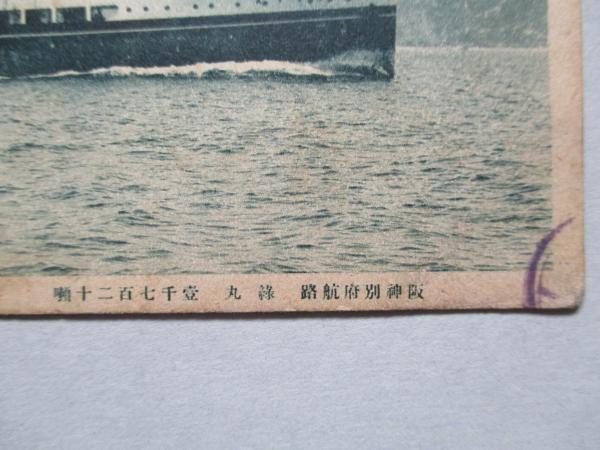 阪神別府航路 綠丸 壹千七百二十噸